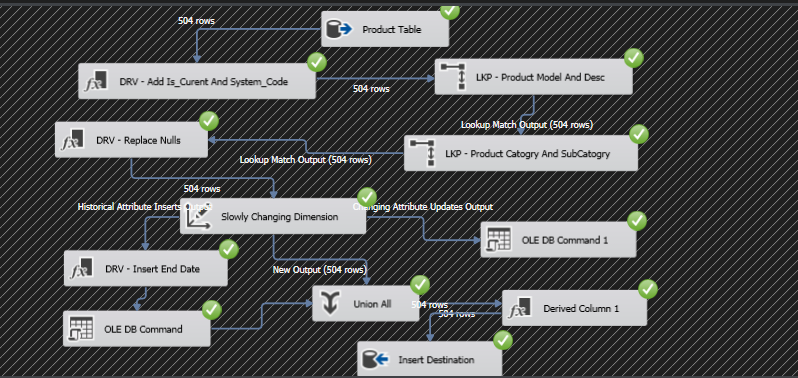 504 rows
Product Table
DRV - Add Is_Curent And System_Code
504 rows
LKP - Product Model And Desc
Lookup Match Output (504 rows)
DRV - Replace Nulls
Lookup Match Output (504 rows)
LKP - Product Catogry And SubCatogry
504 rows
Historical Attribute Inserts Output
Changing Attribute Updates Output
Slowly Changing Dimension
OLE DB Command 1
DRV - Insert End Date
New Output (504 rows)
Union All
504 rows
504 rows
Derived Column 1
OLE DB Command
Insert Destination